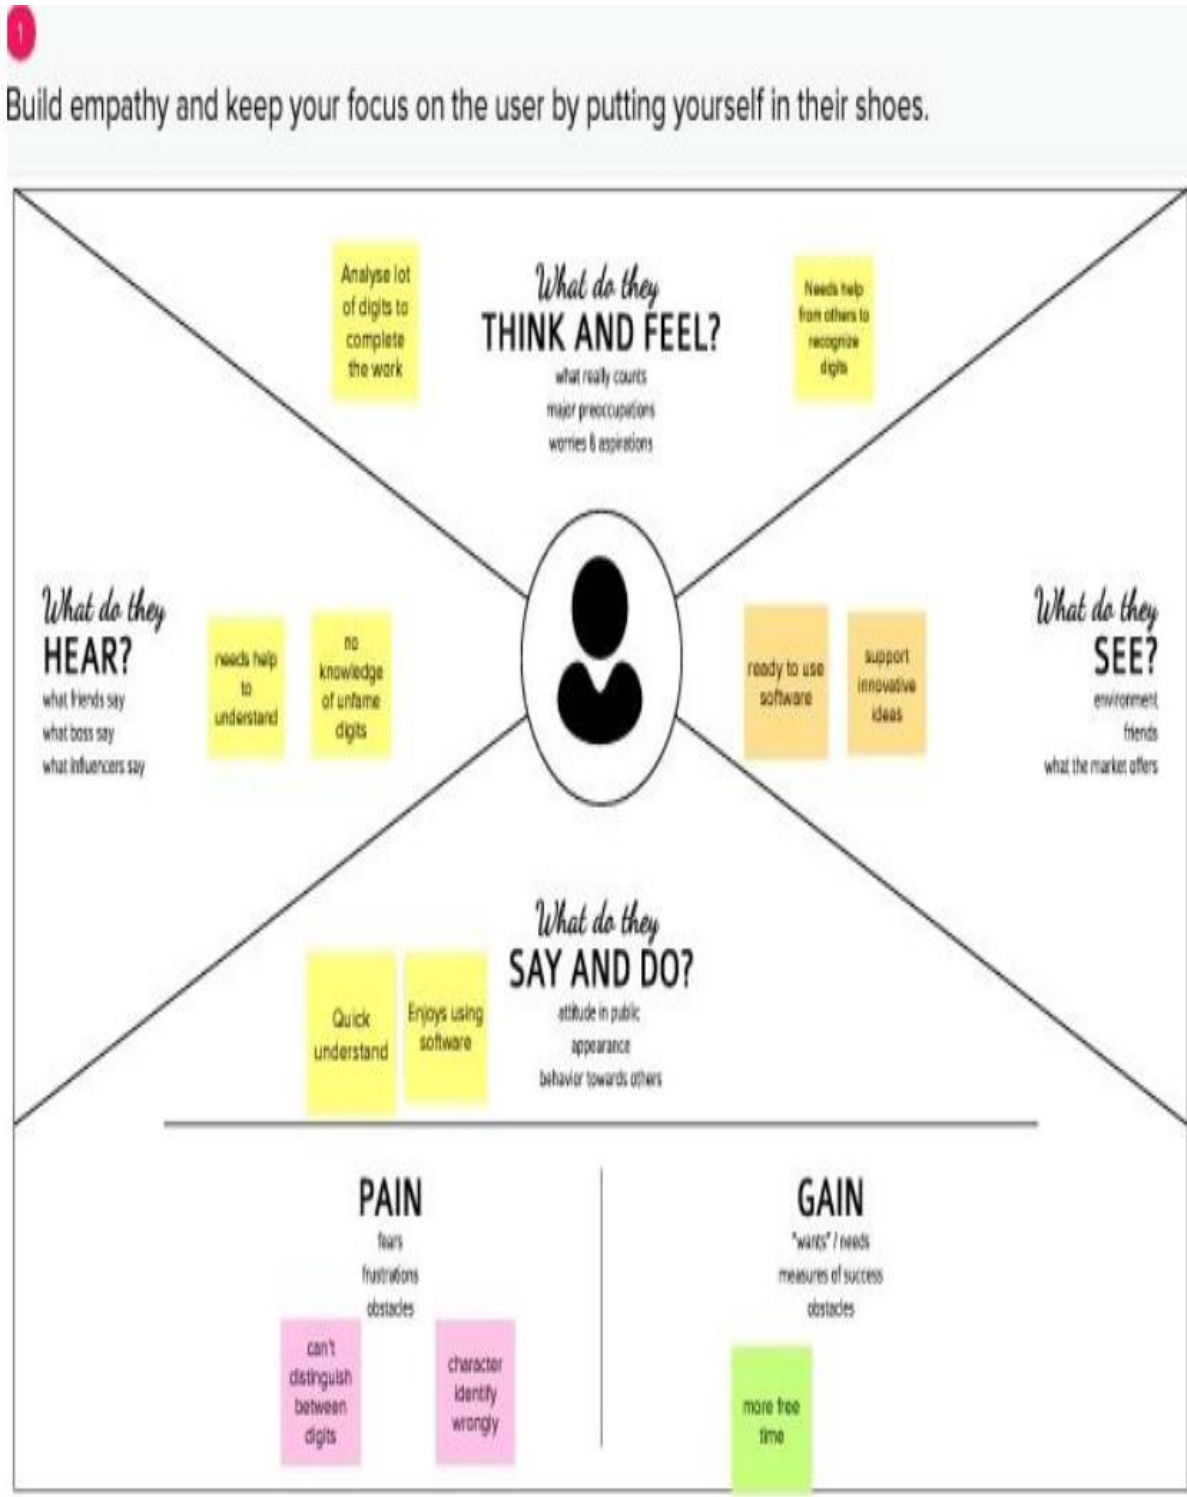 1
Build empathy and keep your focus on the user by putting yourself in their shoes.
Analyse lot
of digits to
complete
the work
What do they
THINK AND FEEL?
what really counts
major preoccupations
worries & aspirations
Needs help
from others to
recognize
digits
What do they
HEAR?
what friends say
what boss say
what influencers say
needs help
to
understand
no
knowledge
of unfame
digits
ready to use
software
support
innovative
ideas
What do they
SEE?
environment
friends
what the market offers
What do they
SAY AND DO?
attitude in public
appearance
behavior towards others
Quick
understand
Enjoys using
software
PAIN
fears
frustrations
obstacles
can't
distinguish
between
digits
character
identify
wrongly
GAIN
"wants" / needs
measures of success
obstacles
more free
time